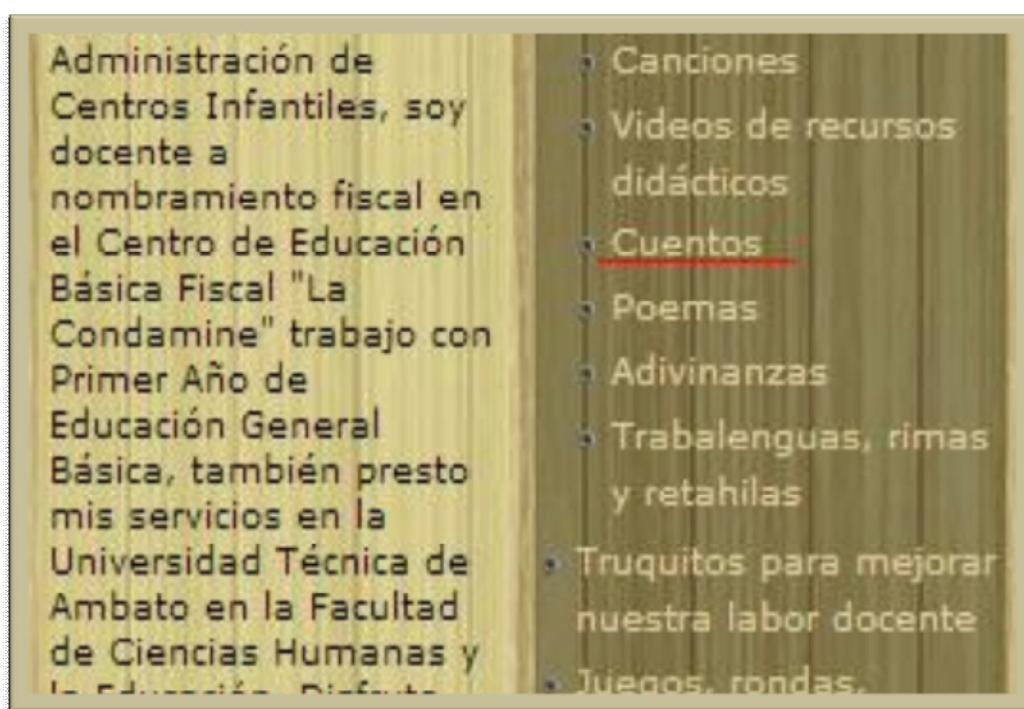 Administración de
Centros Infantiles, soy
docente a
nombramiento fiscal en
el Centro de Educación
Básica Fiscal "La
Condamine" trabajo con
Primer Año de
Educación General
Básica, también presto
mis servicios en la
Universidad Técnica de
Ambato en la Facultad
de Ciencias Humanas y
la Educación. Disfruto
Canciones
Videos de recursos
didácticos
Cuentos
Poemas
Adivinanzas
Trabalenguas, rimas
y retahilas
Truquitos para mejorar
nuestra labor docente
Juegos, rondas,